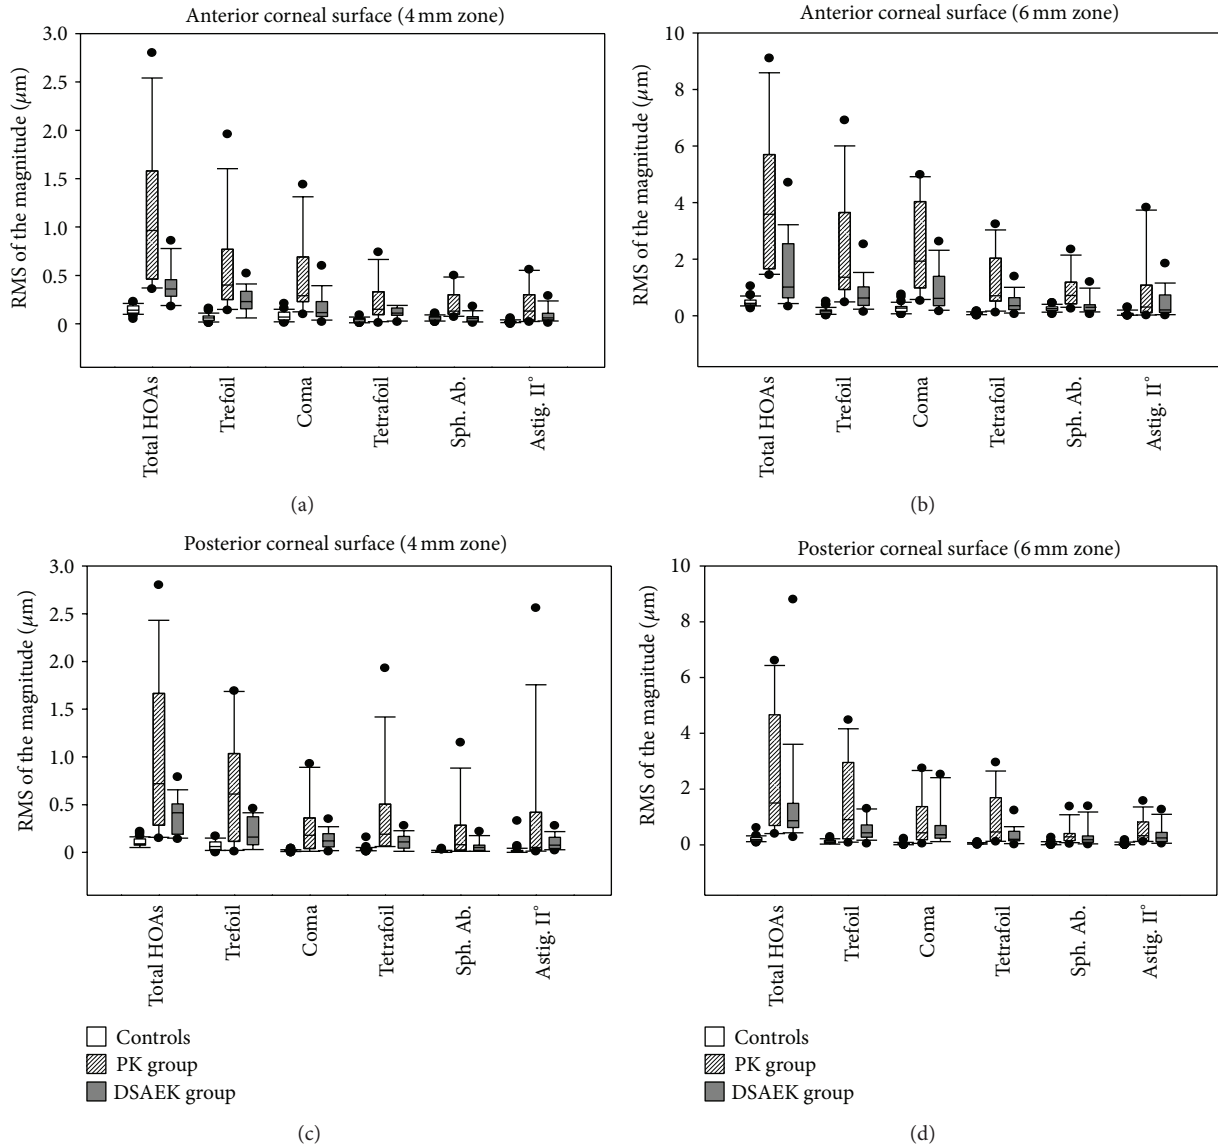 Anterior corneal surface (4 mm zone)
RMS of the magnitude (μm)
3.0
2.5
2.0
1.5
1.0
0.5
0
Total HOAs
Trefoil
Coma
Tetrafoil
Sph. Ab.
Astig. II°
(a)
Anterior corneal surface (6 mm zone)
RMS of the magnitude (μm)
10
8
6
4
2
0
Total HOAs
Trefoil
Coma
Tetrafoil
Sph. Ab.
Astig. II°
(b)
Posterior corneal surface (4 mm zone)
RMS of the magnitude (μm)
3.0
2.5
2.0
1.5
1.0
0.5
0
Total HOAs
Trefoil
Coma
Tetrafoil
Sph. Ab.
Astig. II°
Controls
PK group
DSAEK group
(c)
Posterior corneal surface (6 mm zone)
RMS of the magnitude (μm)
10
8
6
4
2
0
Total HOAs
Trefoil
Coma
Tetrafoil
Sph. Ab.
Astig. II°
Controls
PK group
DSAEK group
(d)